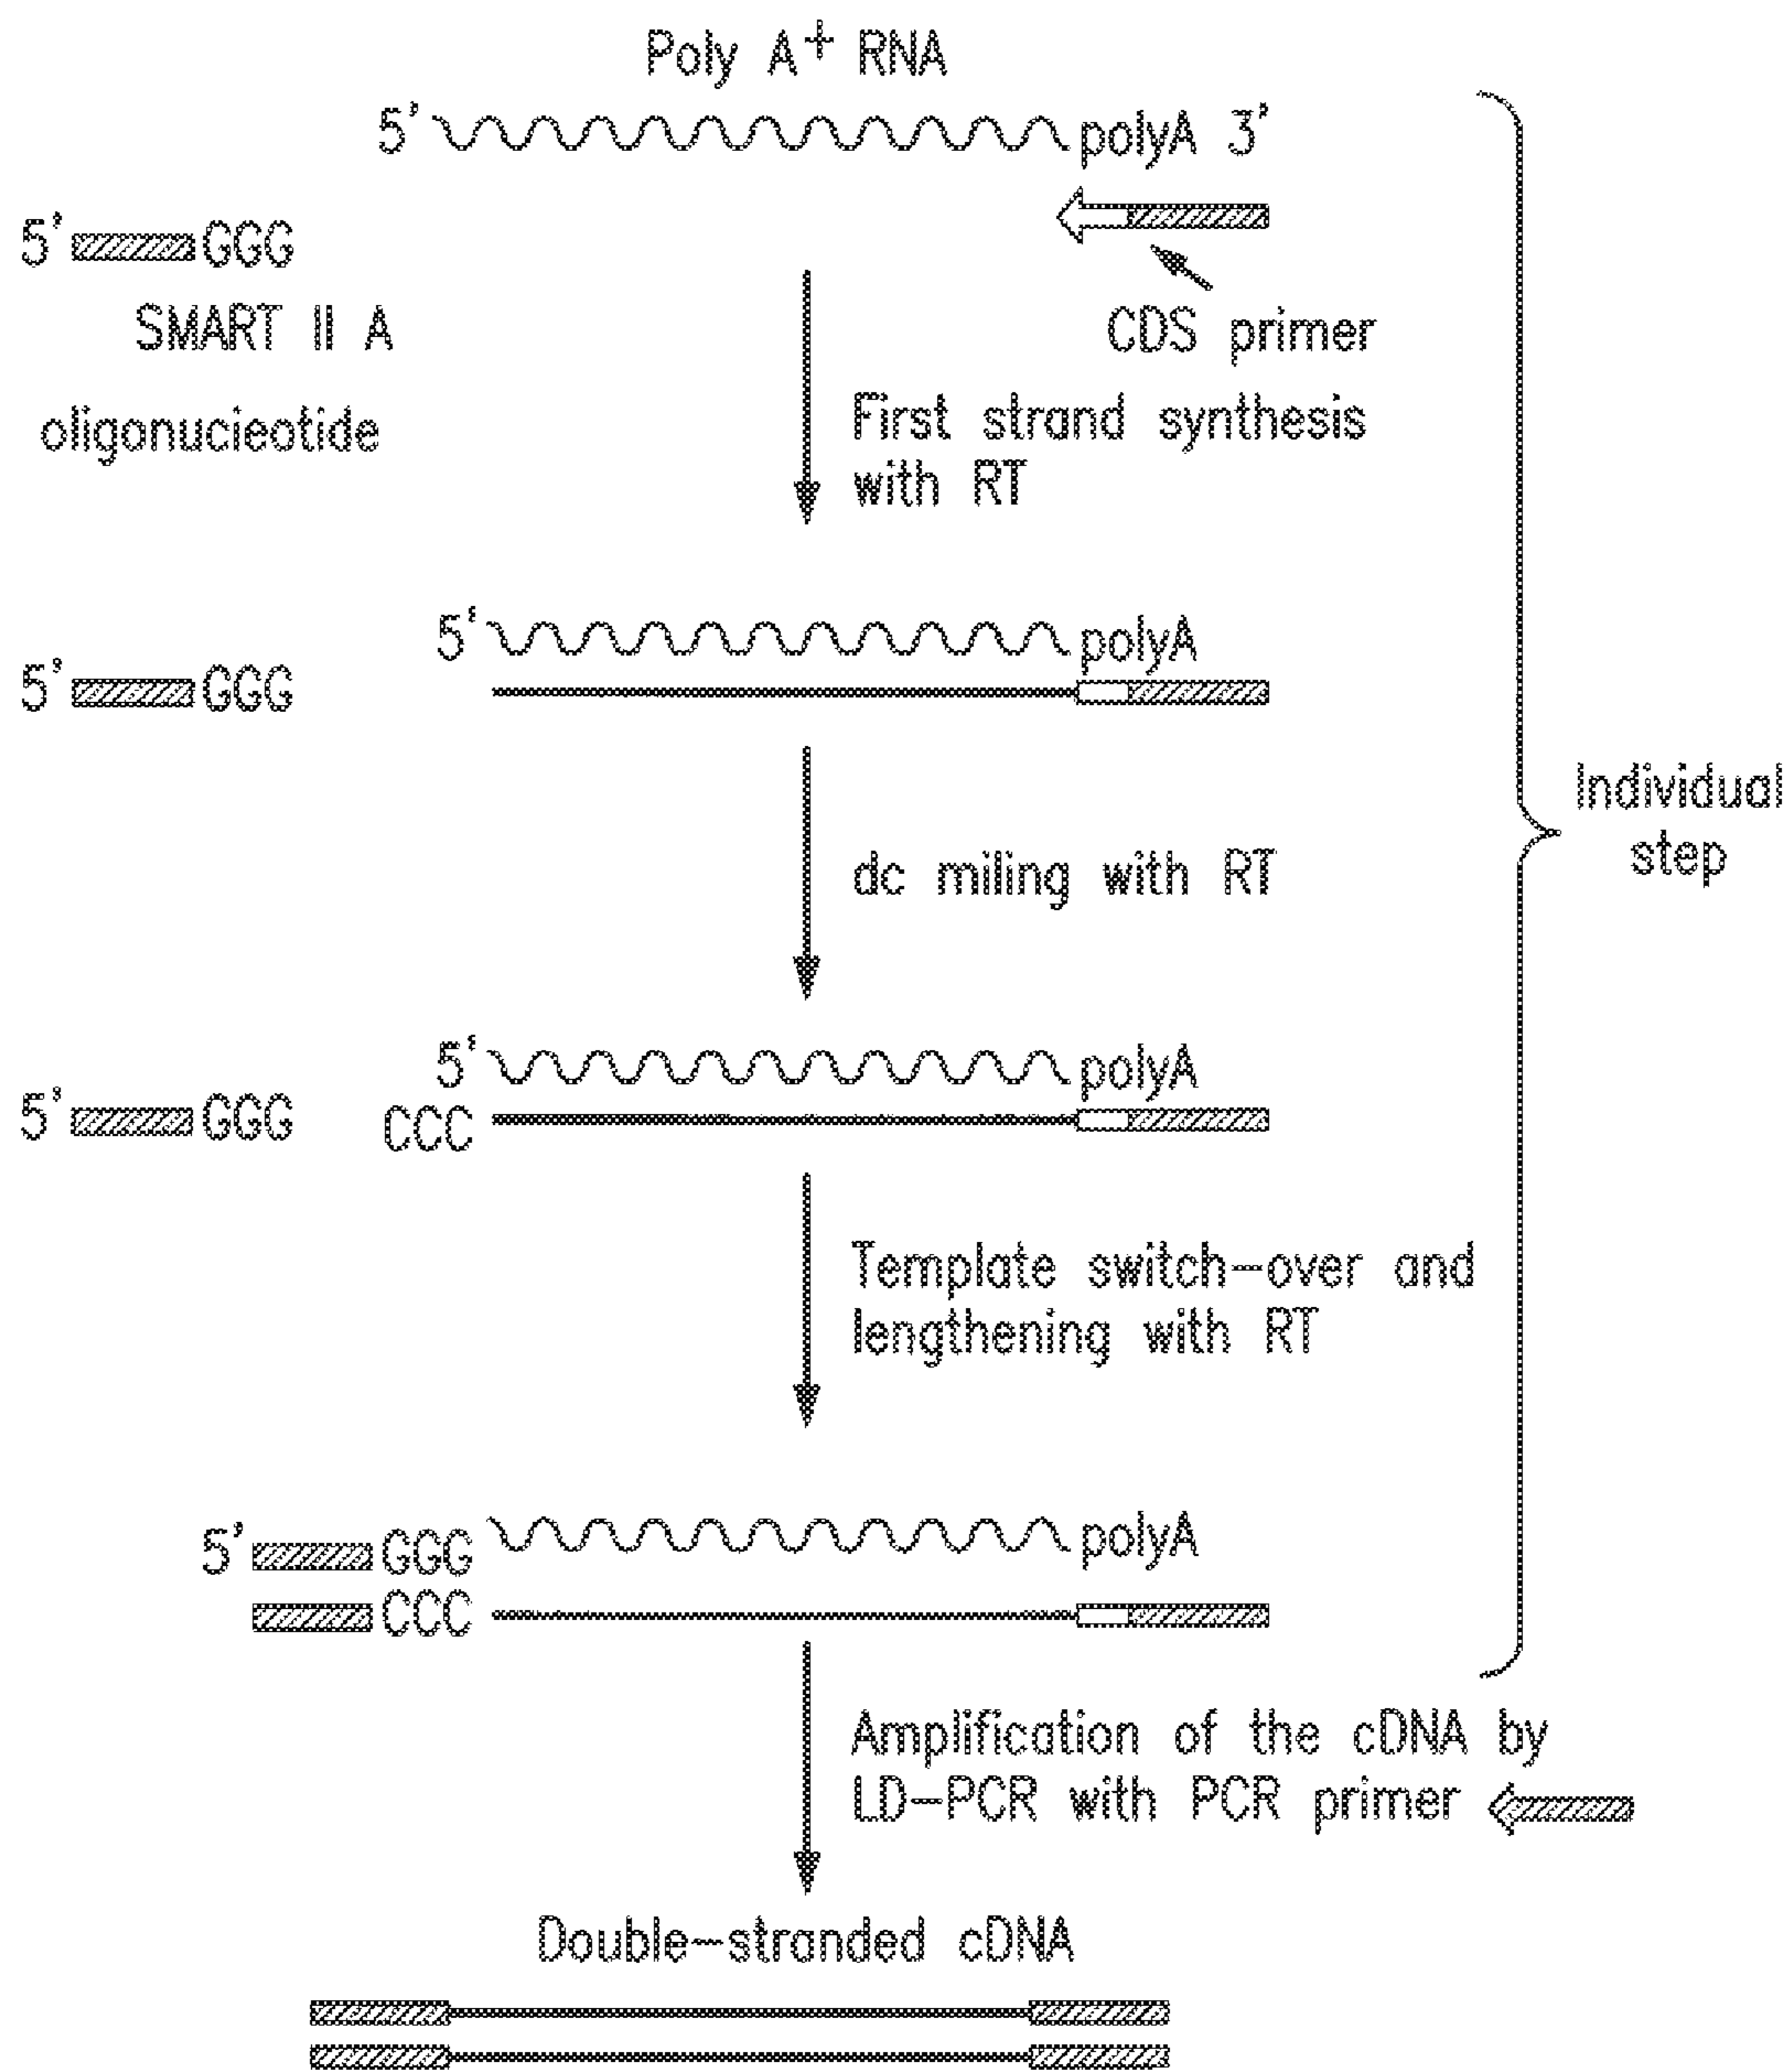 Poly A+ RNA
5' polyA 3'
5' GGG
SMART II A
oligonucieotide
CDS primer
First strand synthesis
with RT
5' polyA
5' GGG
dc miling with RT
Individual
step
5' polyA
5' GGG CCC
Template switch-over and
lengthening with RT
5' GGG polyA
CCC
Amplification of the cDNA by
LD-PCR with PCR primer
Double-stranded cDNA